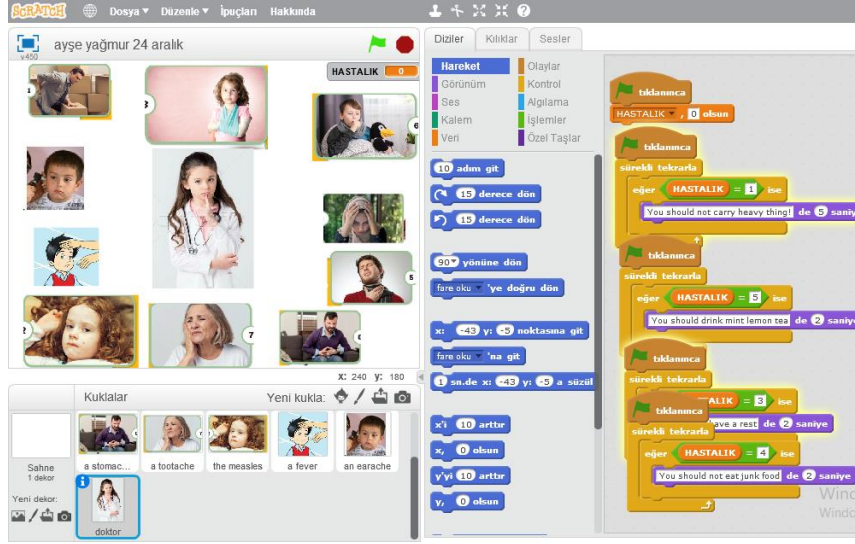 SCRATCH Dosya Düzenle İpuçları Hakkında
v450 ayşe yağmur 24 aralık
HASTALIK 0
1
3
6
5
2
7
x: 240 y: 180
Kuklalar Yeni kukla:
a stomac... a tootache the measles a fever an earache
Sahne
1 dekor
Yeni dekor:
doktor
Diziler Kılıklar Sesler
Hareket Olaylar
Görünüm Kontrol
Ses Algılama
Kalem İşlemler
Veri Özel Taşlar
10 adım git
15 derece dön
15 derece dön
90 yönüne dön
fare oku 'ye doğru dön
x: -43 y: -5 noktasına git
fare oku 'na git
1 sn.de x: -43 y: -5 a süzül
x'i 10 arttır
x, 0 olsun
y'yi 10 arttır
y, 0 olsun
tıklanınca
HASTALIK , 0 olsun
tıklanınca
sürekli tekrarla
eğer HASTALIK = 1 ise
You should not carry heavy thing! de 5 saniye
tıklanınca
sürekli tekrarla
eğer HASTALIK = 5 ise
You should drink mint lemon tea de 2 saniye
tıklanınca
sürekli tekrarla
TALIK = 3 ise
ave a rest de 2 saniye
tıklanınca
sürekli tekrarla
eğer HASTALIK = 4 ise
You should not eat junk food de 2 saniye